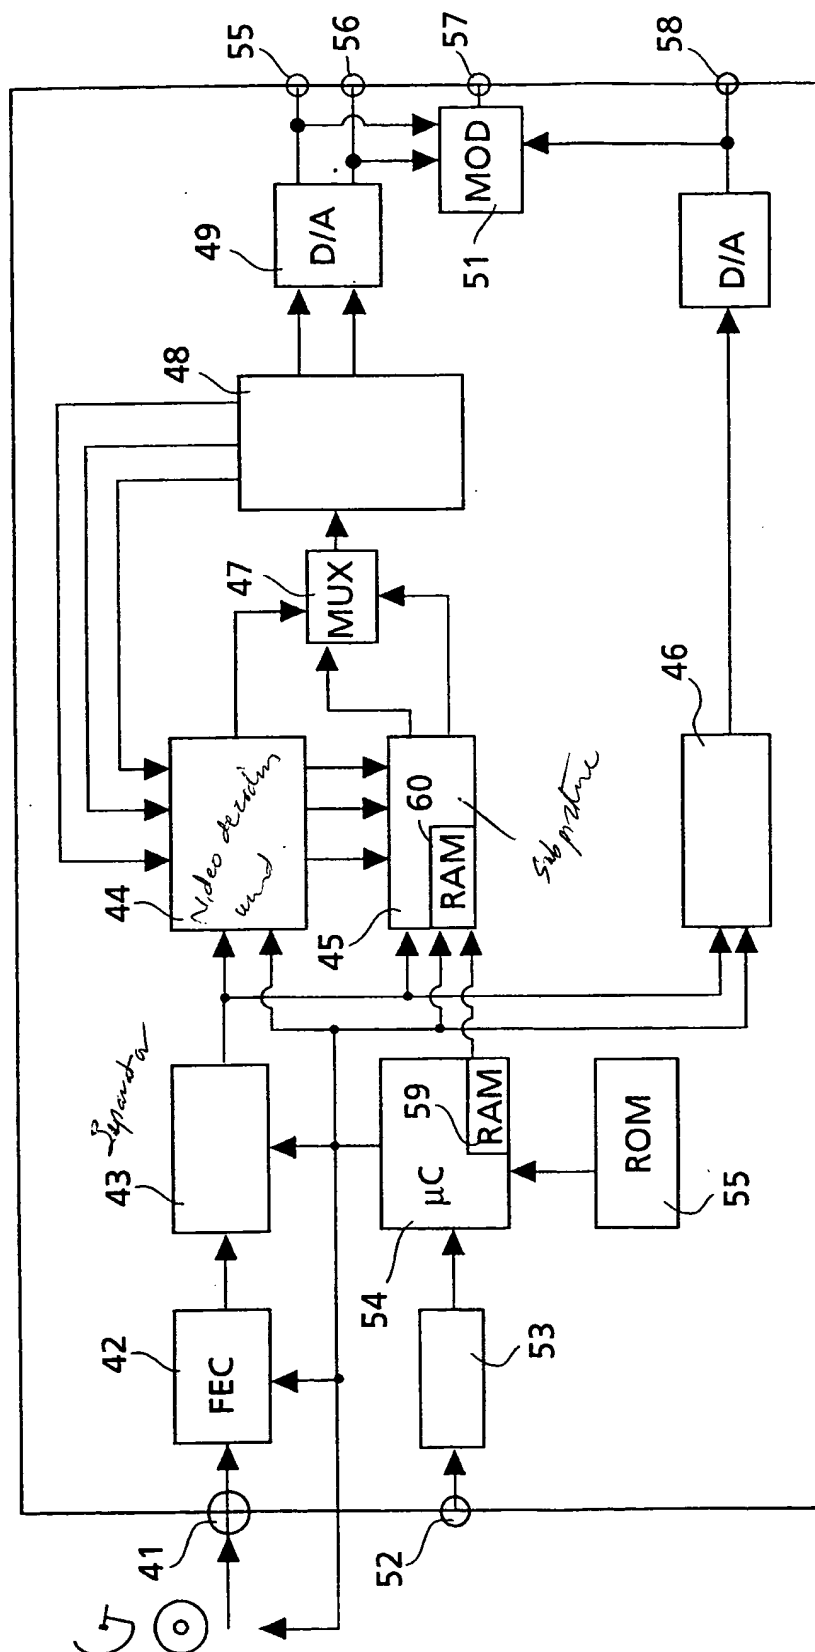 41
42
FEC
43
Separator
44
Video decoding
unit
45
60
RAM
Subpicture
47
MUX
48
49
D/A
55
56
57
MOD
51
58
D/A
46
52
53
54
µC
59
RAM
ROM
55